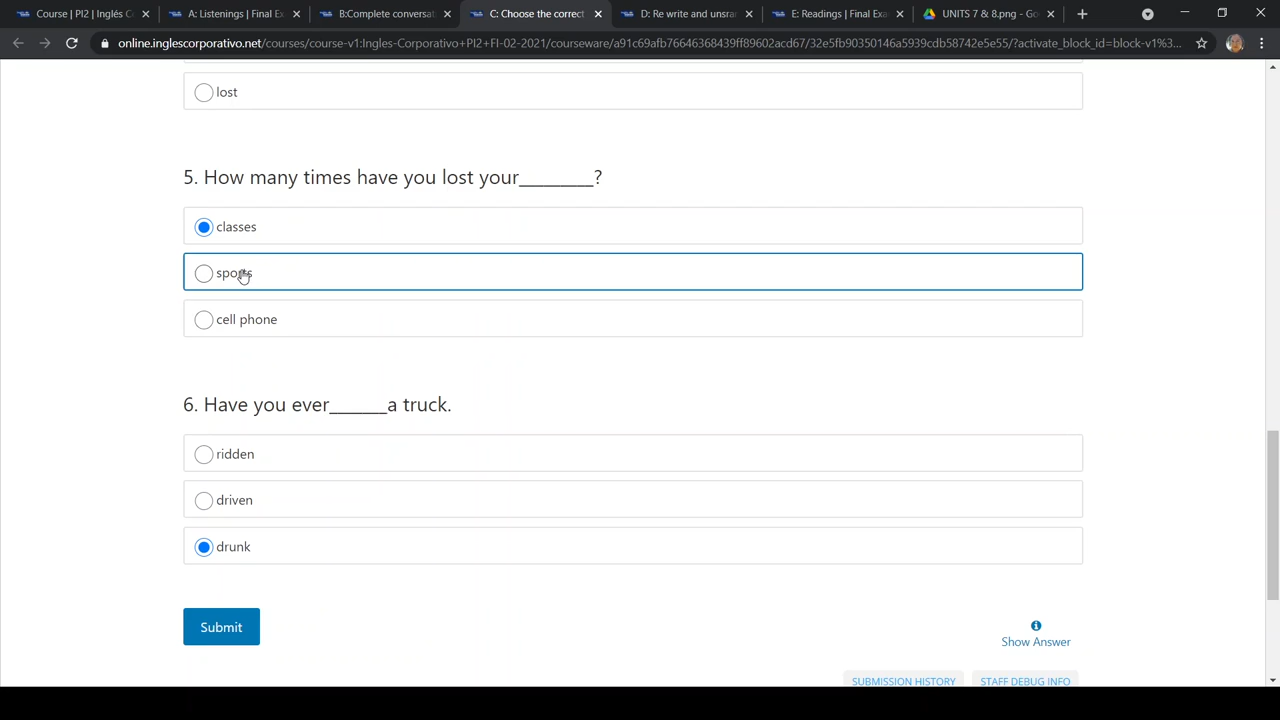 Course | PI2 | Inglés C
A: Listenings | Final E
B:Complete conversat
C: Choose the correct
D: Re write and unsra
E: Readings | Final Exa
UNITS 7 & 8.png - Go
online.inglescorporativo.net/courses/course-v1:Ingles-Corporativo+PI2+FI-02-2021/courseware/a91c69afb76646368439ff89602acd67/32e5fb90350146a5939cdb58742e5e55/?activate_block_id=block-v1%3...
lost
5. How many times have you lost your________?
classes
sports
cell phone
6. Have you ever______a truck.
ridden
driven
drunk
Submit
Show Answer
SUBMISSION HISTORY
STAFF DEBUG INFO